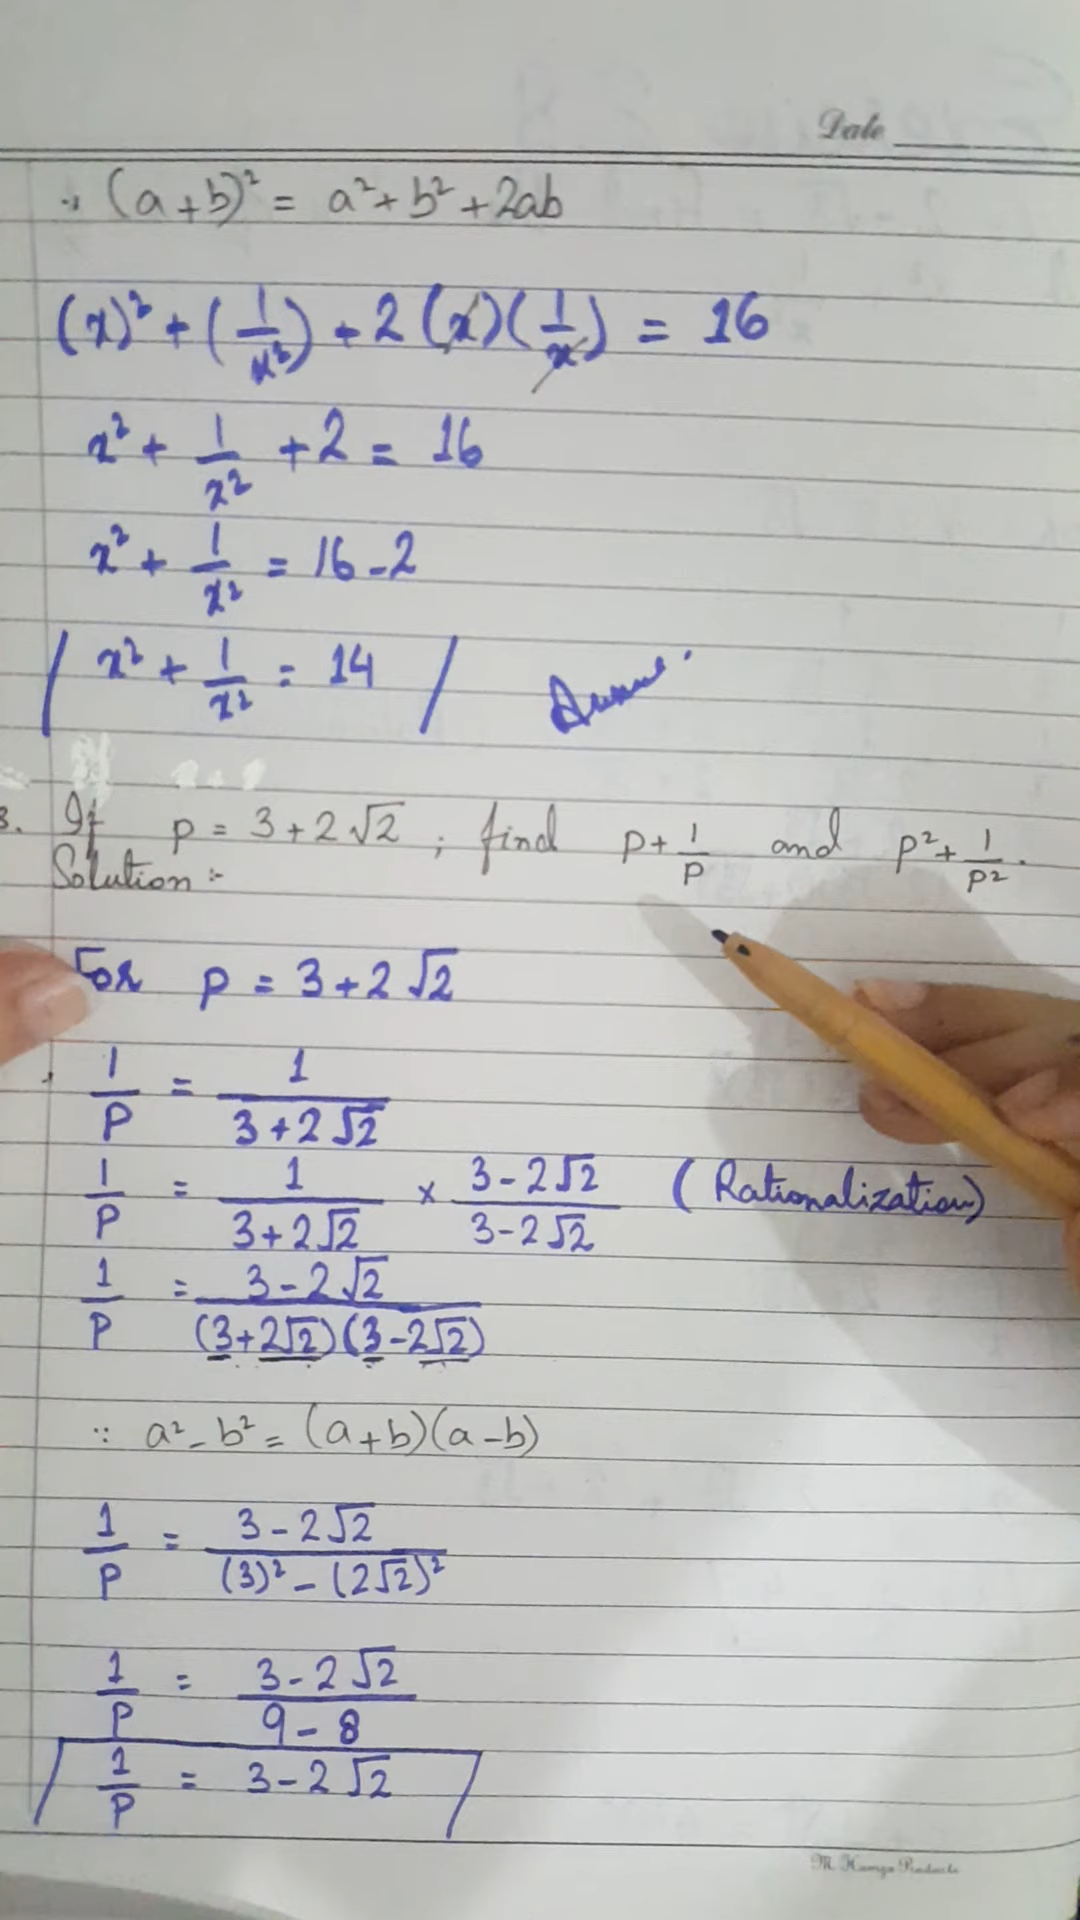 Date
∵ (a+b)² = a²+b²+2ab
(x)² + (1/x²) + 2 (x)(1/x) = 16
x² + 1/x² + 2 = 16
x² + 1/x² = 16-2
x² + 1/x² = 14
3. If p = 3+2√2 ; find p+1/p and p²+1/p².
Solution:-
For p = 3+2√2
1/p = 1/(3+2√2)
1/p = 1/(3+2√2) × (3-2√2)/(3-2√2) (Rationalization)
1/p = (3-2√2)/((3+2√2)(3-2√2))
∵ a²-b² = (a+b)(a-b)
1/p = (3-2√2)/((3)²-(2√2)²)
1/p = (3-2√2)/(9-8)
1/p = 3-2√2